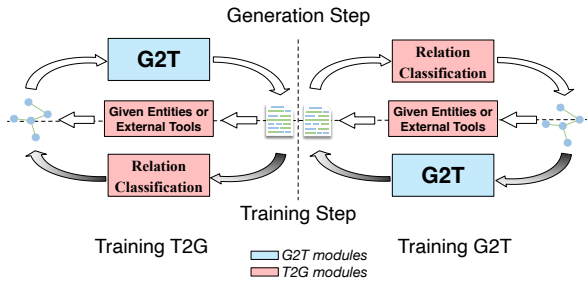 Generation Step
G2T
Relation
Classification
Given Entities or
External Tools
Given Entities or
External Tools
Relation
Classification
G2T
Training Step
Training T2G
Training G2T
G2T modules
T2G modules